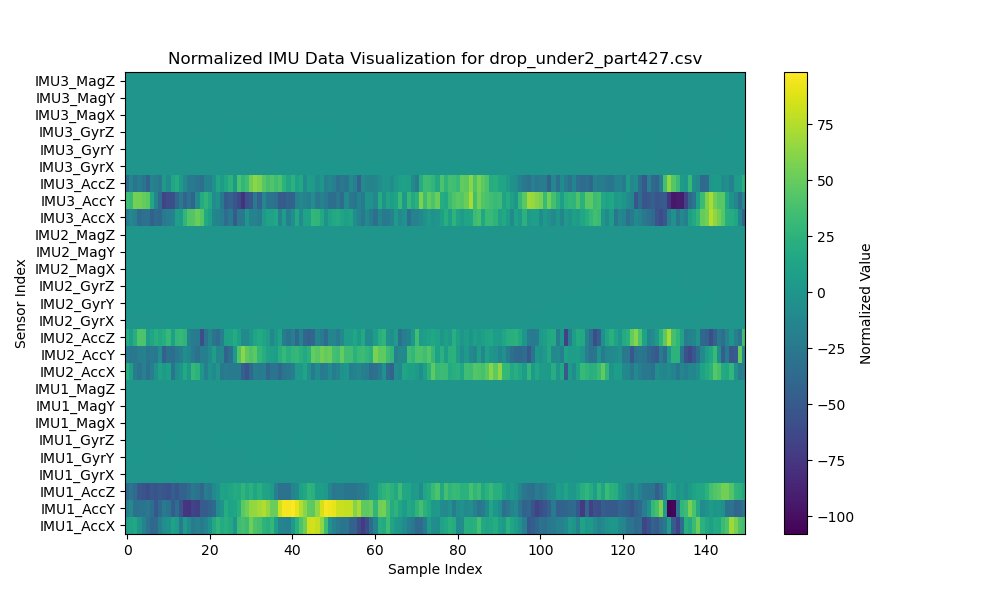 Normalized IMU Data Visualization for drop_under2_part427.csv
IMU3_MagZ
IMU3_MagY
IMU3_MagX
IMU3_GyrZ
IMU3_GyrY
IMU3_GyrX
IMU3_AccZ
IMU3_AccY
IMU3_AccX
IMU2_MagZ
IMU2_MagY
IMU2_MagX
IMU2_GyrZ
IMU2_GyrY
IMU2_GyrX
IMU2_AccZ
IMU2_AccY
IMU2_AccX
IMU1_MagZ
IMU1_MagY
IMU1_MagX
IMU1_GyrZ
IMU1_GyrY
IMU1_GyrX
IMU1_AccZ
IMU1_AccY
IMU1_AccX
Sensor Index
0 20 40 60 80 100 120 140
Sample Index
75
50
25
0
−25
−50
−75
−100
Normalized Value